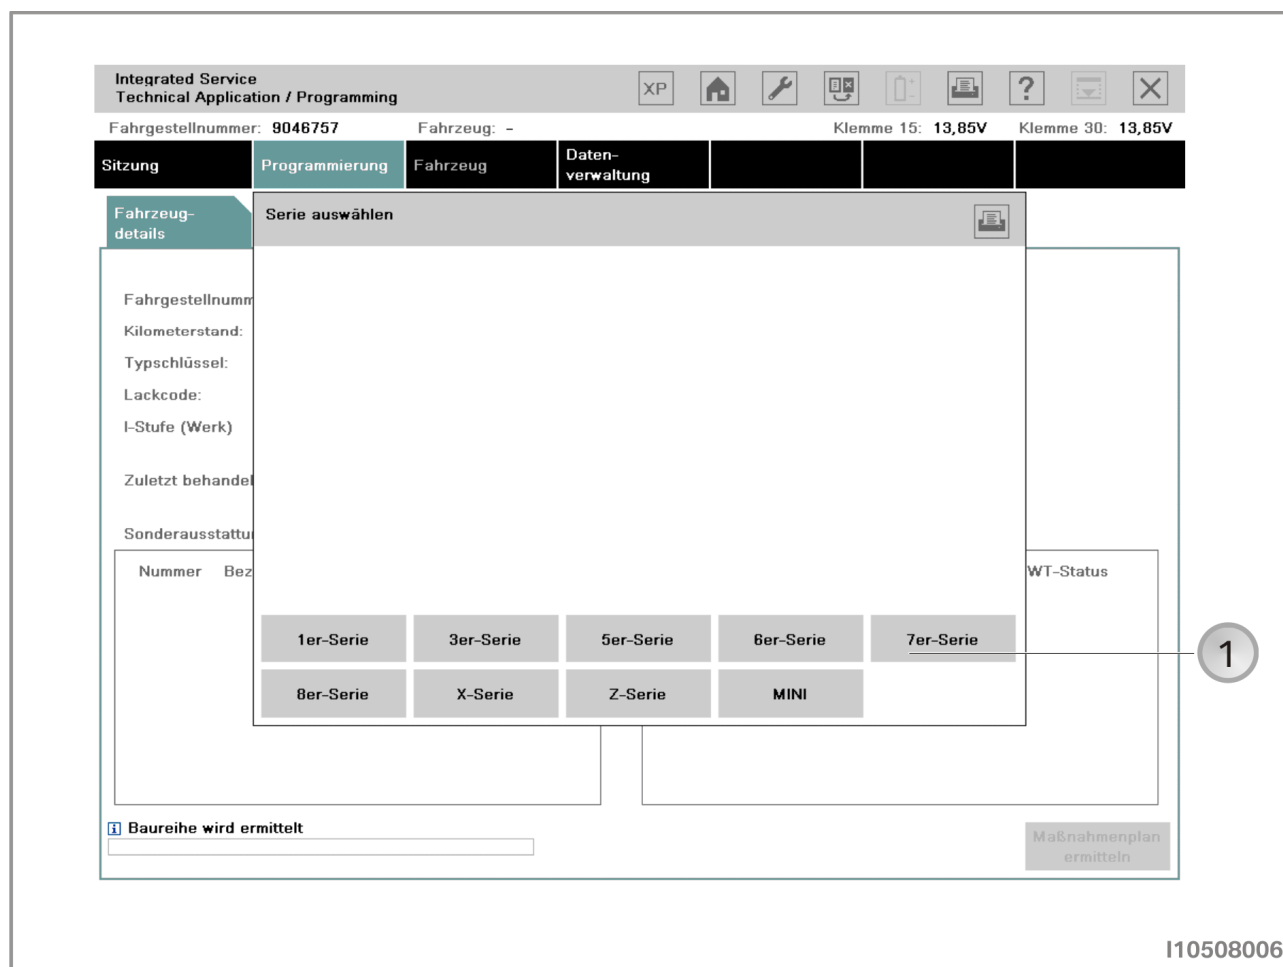 Integrated Service
Technical Application / Programming
XP
?
Fahrgestellnummer: 9046757 Fahrzeug: - Klemme 15: 13,85V Klemme 30: 13,85V
Sitzung
Programmierung
Fahrzeug
Daten-
verwaltung
Fahrzeug-
details
Serie auswählen
Fahrgestellnumm
Kilometerstand:
Typschlüssel:
Lackcode:
I-Stufe (Werk)
Zuletzt behandel
Sonderausstattu
Nummer Bez
WT-Status
1er-Serie 3er-Serie 5er-Serie 6er-Serie 7er-Serie
1
8er-Serie X-Serie Z-Serie MINI
i Baureihe wird ermittelt
Maßnahmenplan
ermitteln
I10508006